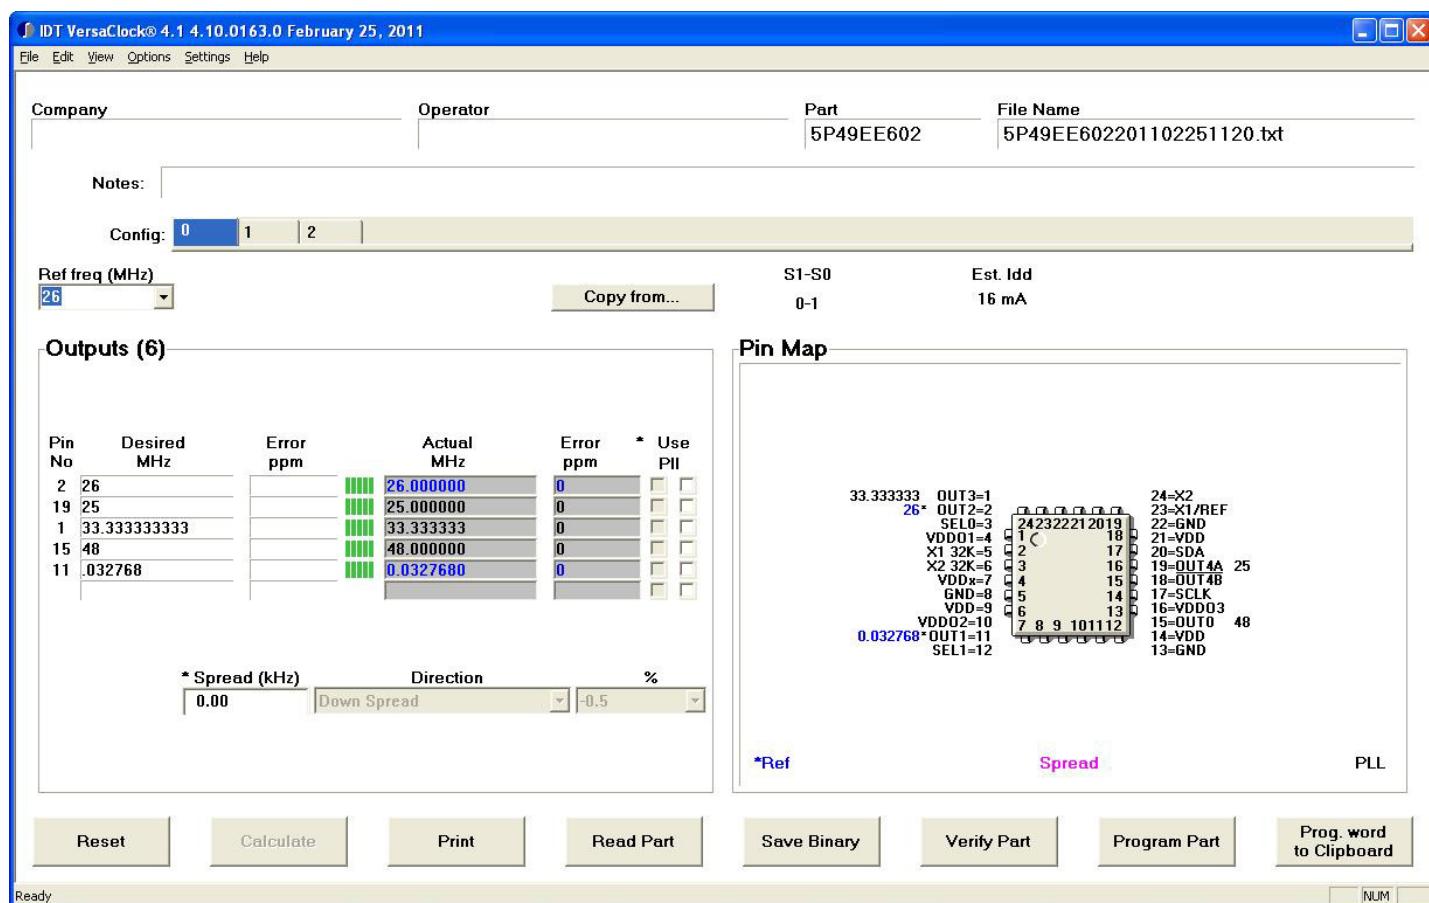 IDT VersaClock® 4.1 4.10.0163.0 February 25, 2011
File Edit View Options Settings Help
Company Operator Part File Name
5P49EE602 5P49EE602201102251120.txt
Notes:
Config: 0 1 2
Ref freq (MHz) S1-S0 Est. Idd
26 Copy from... 0-1 16 mA
Outputs (6)
Pin Desired Error Actual Error * Use
No MHz ppm MHz ppm Pll
2 26 26.000000 0
19 25 25.000000 0
1 33.333333333 33.333333 0
15 48 48.000000 0
11 .032768 0.0327680 0
* Spread (kHz) Direction %
0.00 Down Spread -0.5
Pin Map
33.333333 OUT3=1
26* OUT2=2
SEL0=3
VDDO1=4
X1 32K=5
X2 32K=6
VDDx=7
GND=8
VDD=9
VDDO2=10
0.032768*OUT1=11
SEL1=12
24 23 22 21 20 19
1 18
2 17
3 16
4 15
5 14
6 13
7 8 9 10 11 12
24=X2
23=X1/REF
22=GND
21=VDD
20=SDA
19=OUT4A 25
18=OUT4B
17=SCLK
16=VDDO3
15=OUT0 48
14=VDD
13=GND
*Ref Spread PLL
Reset Calculate Print Read Part Save Binary Verify Part Program Part Prog. word
to Clipboard
Ready NUM